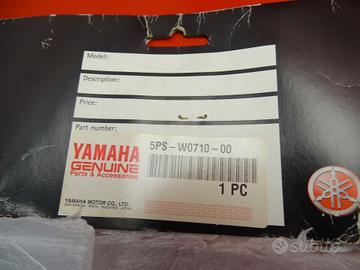 Model:
Description:
Price:
Part number:
YAMAHA
GENUINE
Parts & Accessories
5PS-W0710-00
1 PC
YAMAHA MOTOR CO., LTD.
subito